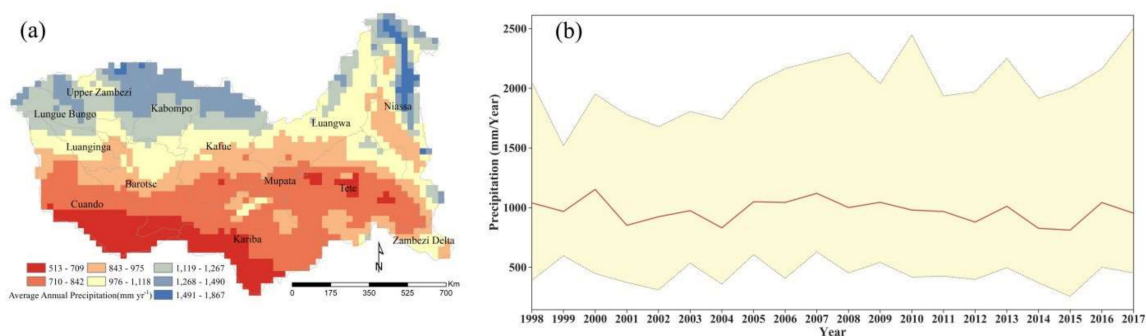 (a)
Upper Zambezi
Lungue Bungo
Kabompo
Niassa
Luangwa
Luanginga
Kafue
Barotse
Mupata
Tete
Cuando
Kariba
Zambezi Delta
N
513 - 709
843 - 975
1,119 - 1,267
710 - 842
976 - 1,118
1,268 - 1,490
1,491 - 1,867
Average Annual Precipitation(mm yr⁻¹)
Km
0 175 350 525 700
(b)
Precipitation (mm/Year)
2500
2000
1500
1000
500
1998 1999 2000 2001 2002 2003 2004 2005 2006 2007 2008 2009 2010 2011 2012 2013 2014 2015 2016 2017
Year